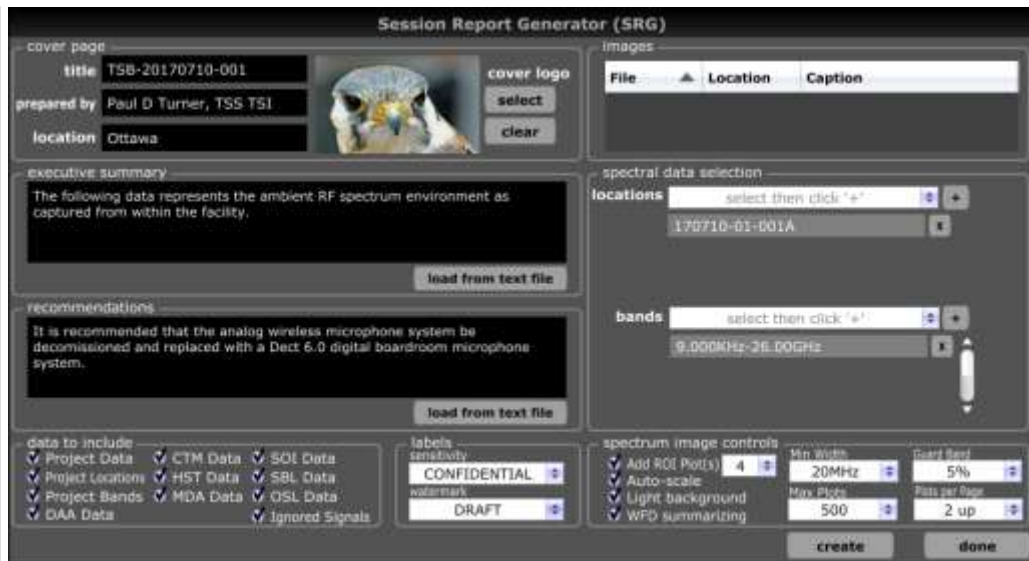 Session Report Generator (SRG)
cover page
title TSB-20170710-001
prepared by Paul D Turner, TSS TSI
location Ottawa
cover logo
select
clear
images
File Location Caption
executive summary
The following data represents the ambient RF spectrum environment as
captured from within the facility.
load from text file
recommendations
It is recommended that the analog wireless microphone system be
decomissioned and replaced with a Dect 6.0 digital boardroom microphone
system.
load from text file
spectral data selection
locations select then click '+' +
170710-01-001A x
bands select then click '+' +
9.000KHz-26.00GHz x
data to include
Project Data CTM Data SOI Data
Project Locations HST Data SBL Data
Project Bands MDA Data OSL Data
DAA Data Ignored Signals
labels
sensitivity
CONFIDENTIAL
watermark
DRAFT
spectrum image controls
Add ROI Plot(s) 4
Auto-scale
Light background
WFD summarizing
Min Width Guard Band
20MHz 5%
Max Plots Plots per Page
500 2 up
create done